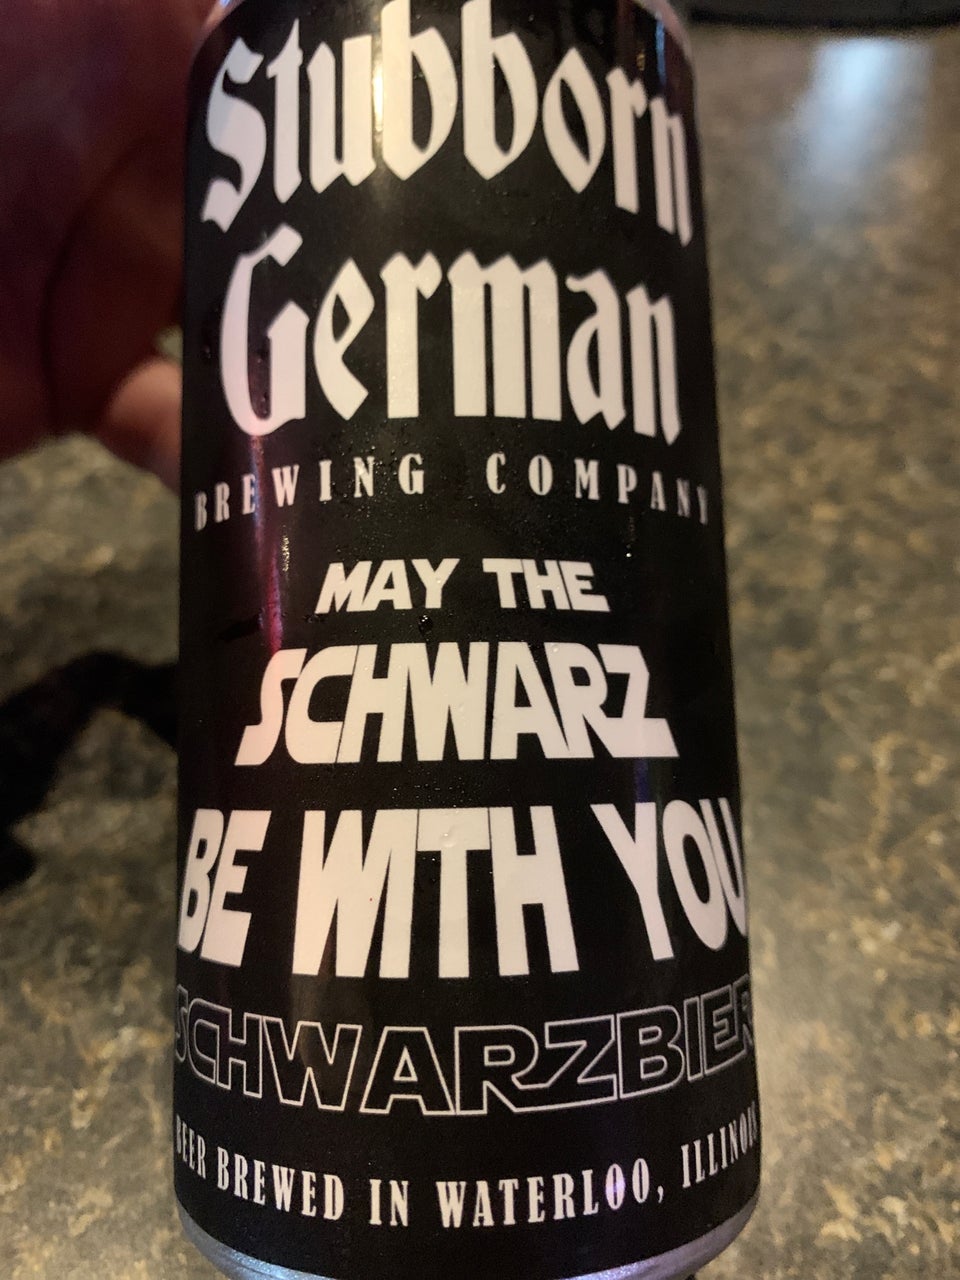 Stubborn
German
BREWING COMPANY
MAY THE
SCHWARZ
BE WITH YOU
SCHWARZBIER
BEER BREWED IN WATERLOO, ILLINOIS